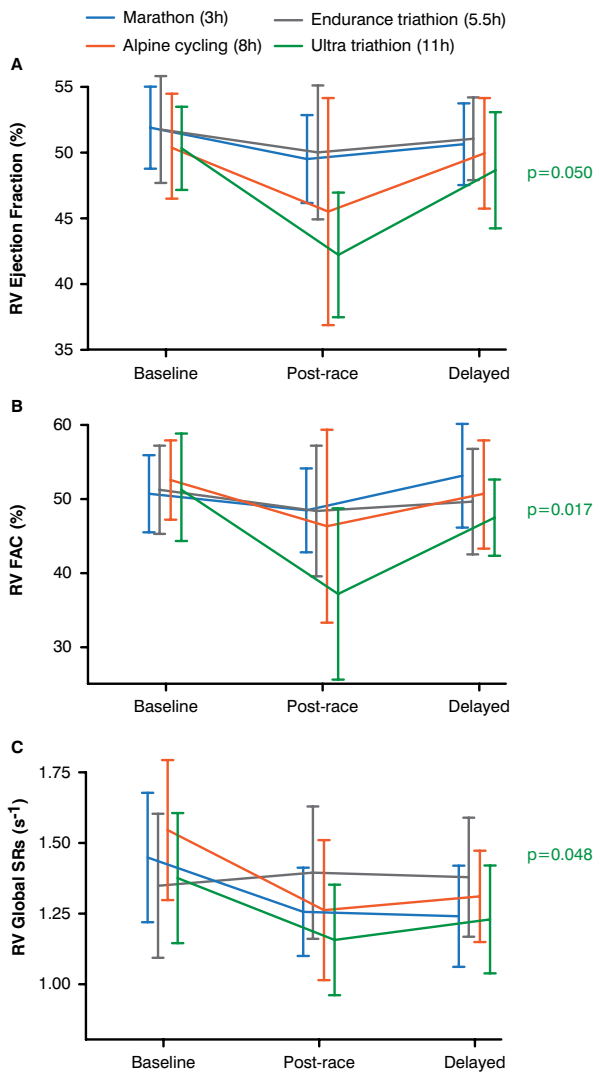 Marathon (3h)
Endurance triathion (5.5h)
Alpine cycling (8h)
Ultra triathion (11h)
A
RV Ejection Fraction (%)
55
50
45
40
35
p=0.050
Baseline
Post-race
Delayed
B
RV FAC (%)
60
50
40
30
p=0.017
Baseline
Post-race
Delayed
C
RV Global SRs (s-1)
1.75
1.50
1.25
1.00
p=0.048
Baseline
Post-race
Delayed